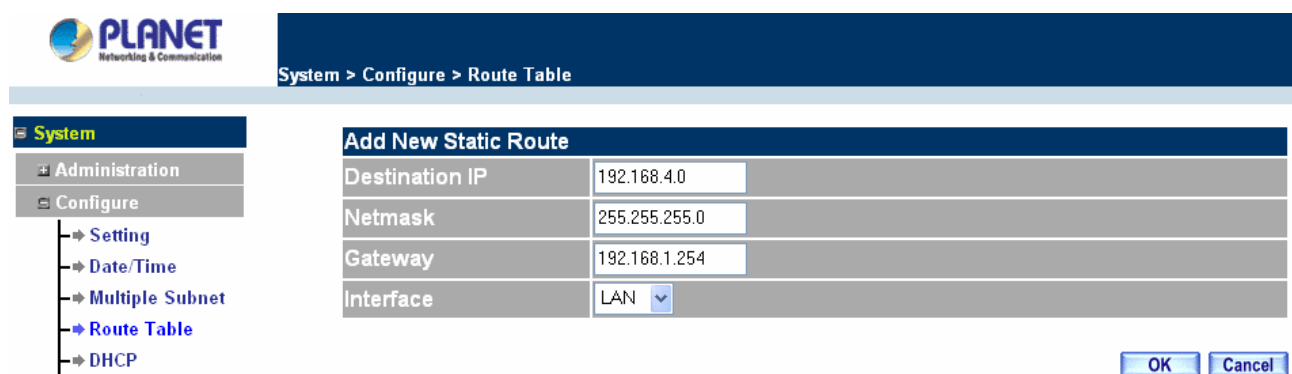 PLANET
Networking & Communication
System > Configure > Route Table
System
Administration
Configure
Setting
Date/Time
Multiple Subnet
Route Table
DHCP
Add New Static Route
Destination IP 192.168.4.0
Netmask 255.255.255.0
Gateway 192.168.1.254
Interface LAN
OK Cancel